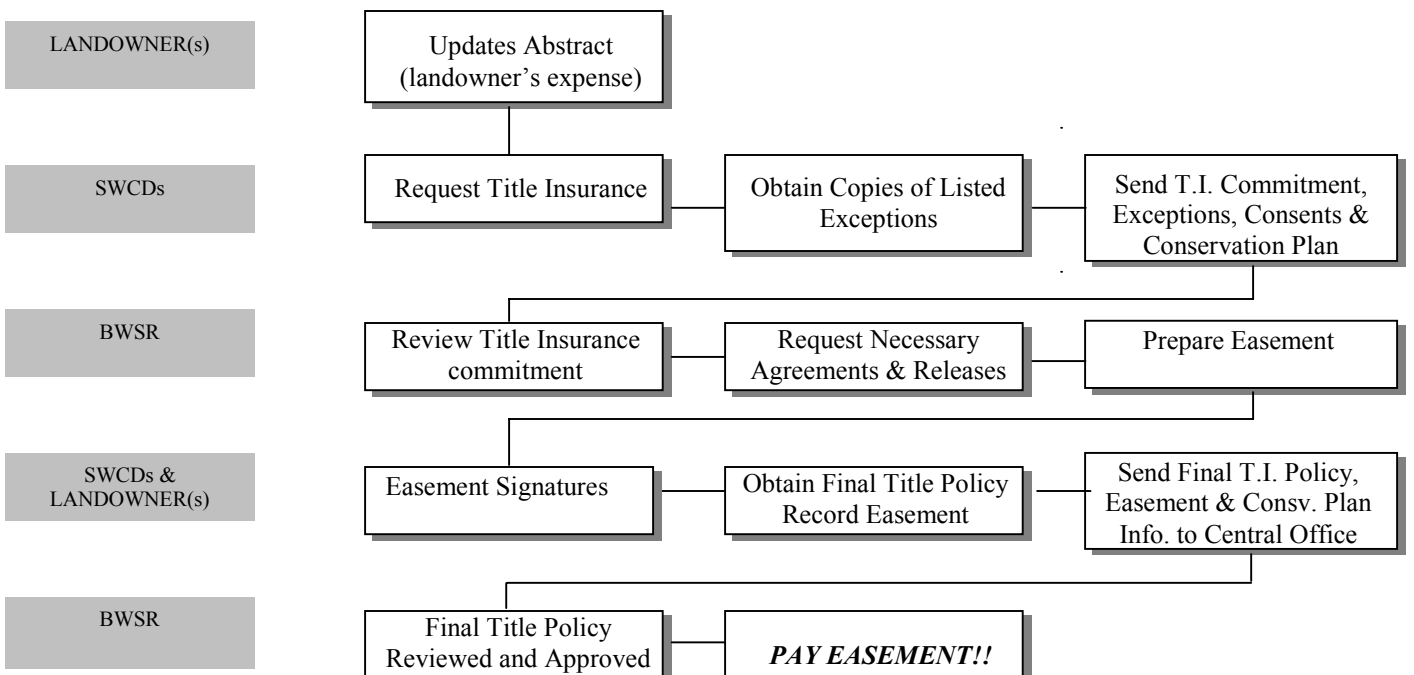 LANDOWNER(s)
Updates Abstract
(landowner’s expense)
SWCDs
Request Title Insurance
Obtain Copies of Listed
Exceptions
Send T.I. Commitment,
Exceptions, Consents &
Conservation Plan
BWSR
Review Title Insurance
commitment
Request Necessary
Agreements & Releases
Prepare Easement
SWCDs &
LANDOWNER(s)
Easement Signatures
Obtain Final Title Policy
Record Easement
Send Final T.I. Policy,
Easement & Consv. Plan
Info. to Central Office
BWSR
Final Title Policy
Reviewed and Approved
PAY EASEMENT!!